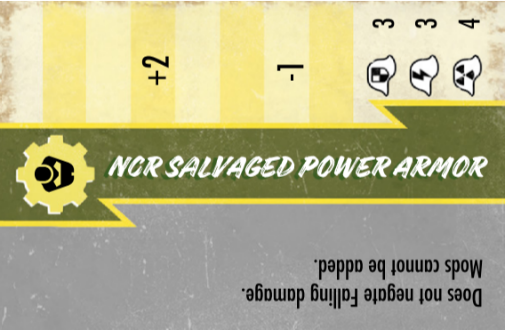 +2
-1
3
3
4
NCR SALVAGED POWER ARMOR
Does not negate Falling damage.
Mods cannot be added.